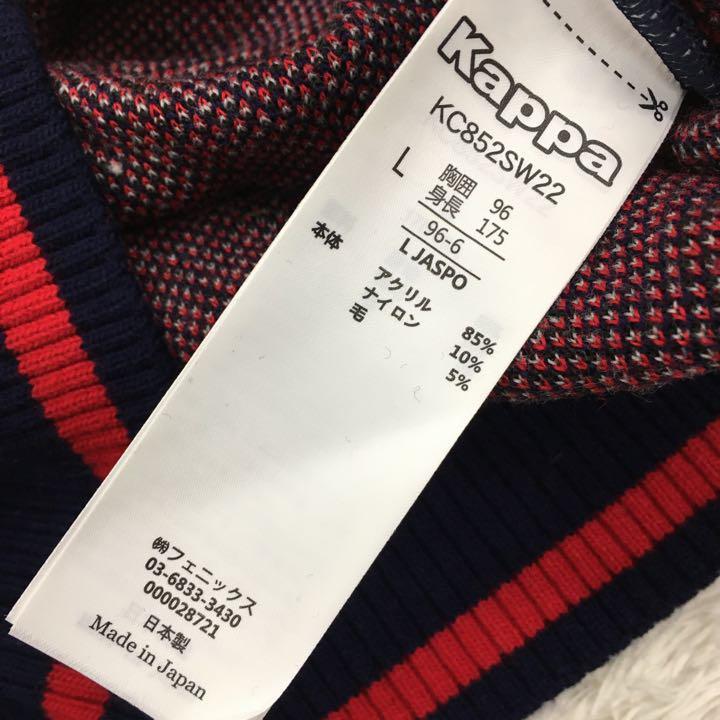 Kappa
KC852SW22
L 胸囲 96
身長 175
96-6
L JASPO
本体 アクリル 85%
ナイロン 10%
毛 5%
㈱フェニックス
03-6833-3430
000028721
日本製
Made in Japan